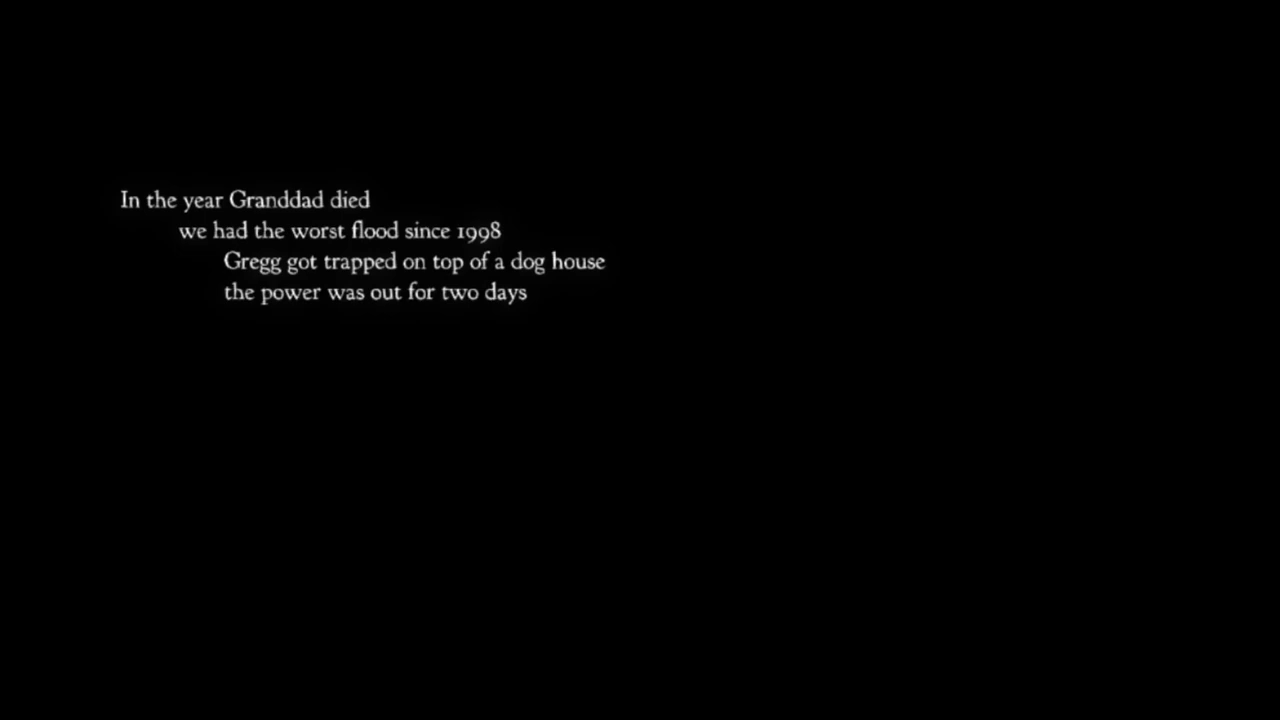 In the year Granddad died
we had the worst flood since 1998
Gregg got trapped on top of a dog house
the power was out for two days